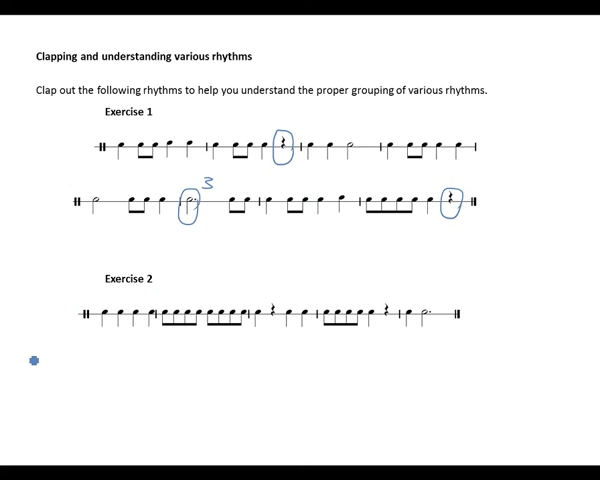 Clapping and understanding various rhythms
Clap out the following rhythms to help you understand the proper grouping of various rhythms.
Exercise 1
3
Exercise 2